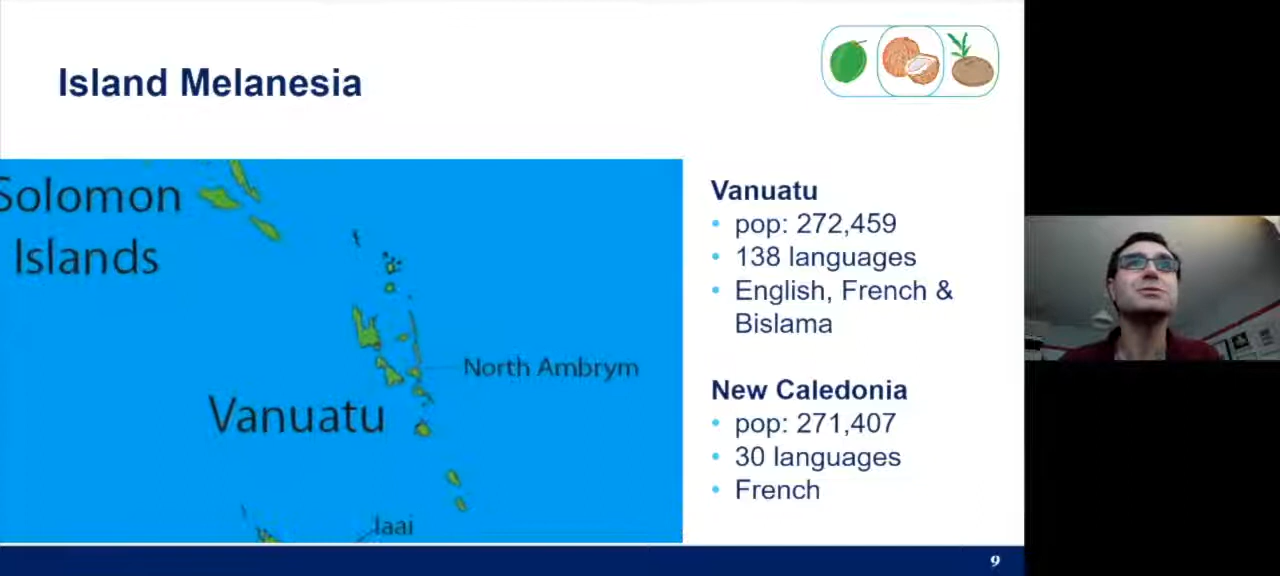 Island Melanesia
Solomon
Islands
North Ambrym
Vanuatu
Iaai
Vanuatu
• pop: 272,459
• 138 languages
• English, French &
Bislama
New Caledonia
• pop: 271,407
• 30 languages
• French
9